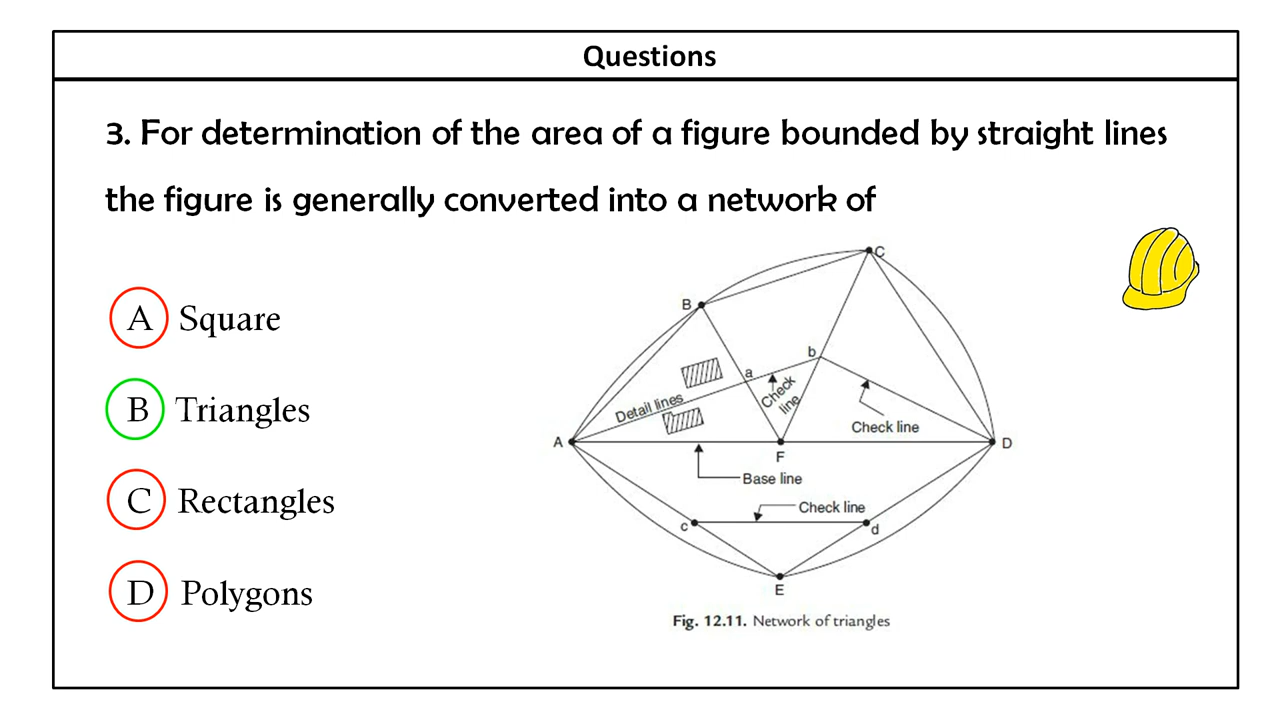 Questions
3. For determination of the area of a figure bounded by straight lines
the figure is generally converted into a network of
A Square
B Triangles
C Rectangles
D Polygons
C
B
b
a
Check
line
Detail lines
Check line
A
F
D
Base line
Check line
c
d
E
Fig. 12.11. Network of triangles